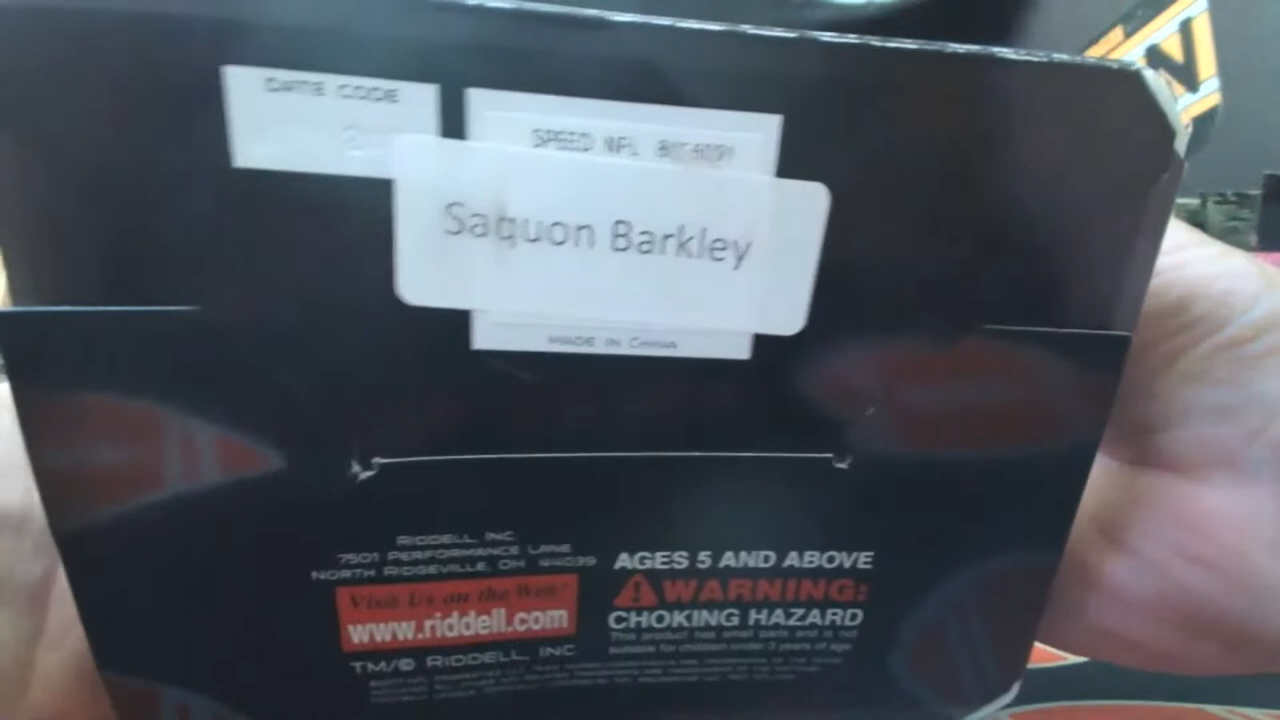 DATE CODE
SPEED NFL
Saquon Barkley
MADE IN CHINA
RIDDELL, INC
7501 PERFORMANCE LANE
NORTH RIDGEVILLE, OH 44039
Visit Us on the Web!
www.riddell.com
TM/© RIDDELL, INC
AGES 5 AND ABOVE
WARNING:
CHOKING HAZARD
This product has small parts and is not
suitable for children under 3 years of age